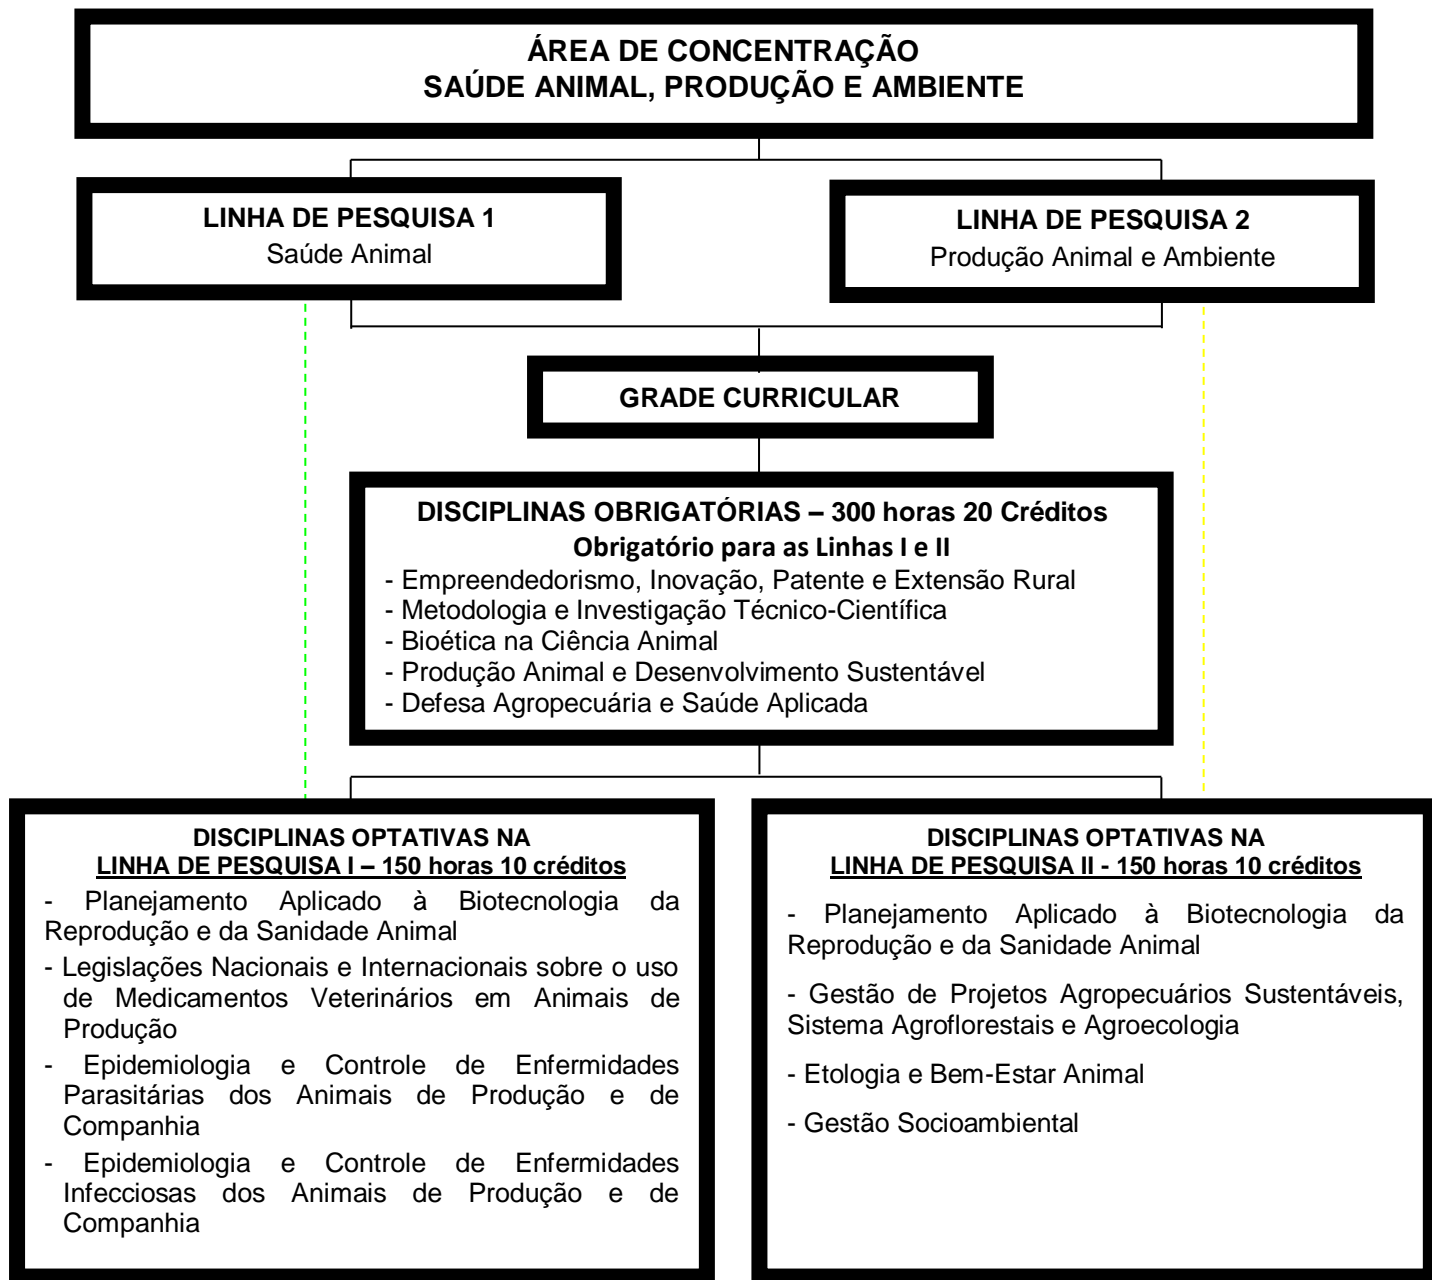 ÁREA DE CONCENTRAÇÃO
SAÚDE ANIMAL, PRODUÇÃO E AMBIENTE
LINHA DE PESQUISA 1
Saúde Animal
LINHA DE PESQUISA 2
Produção Animal e Ambiente
GRADE CURRICULAR
DISCIPLINAS OBRIGATÓRIAS – 300 horas 20 Créditos
Obrigatório para as Linhas I e II
- Empreendedorismo, Inovação, Patente e Extensão Rural
- Metodologia e Investigação Técnico-Científica
- Bioética na Ciência Animal
- Produção Animal e Desenvolvimento Sustentável
- Defesa Agropecuária e Saúde Aplicada
DISCIPLINAS OPTATIVAS NA
LINHA DE PESQUISA I – 150 horas 10 créditos
- Planejamento Aplicado à Biotecnologia da
Reprodução e da Sanidade Animal
- Legislações Nacionais e Internacionais sobre o uso
de Medicamentos Veterinários em Animais de
Produção
- Epidemiologia e Controle de Enfermidades
Parasitárias dos Animais de Produção e de
Companhia
- Epidemiologia e Controle de Enfermidades
Infecciosas dos Animais de Produção e de
Companhia
DISCIPLINAS OPTATIVAS NA
LINHA DE PESQUISA II - 150 horas 10 créditos
- Planejamento Aplicado à Biotecnologia da
Reprodução e da Sanidade Animal
- Gestão de Projetos Agropecuários Sustentáveis,
Sistema Agroflorestais e Agroecologia
- Etologia e Bem-Estar Animal
- Gestão Socioambiental